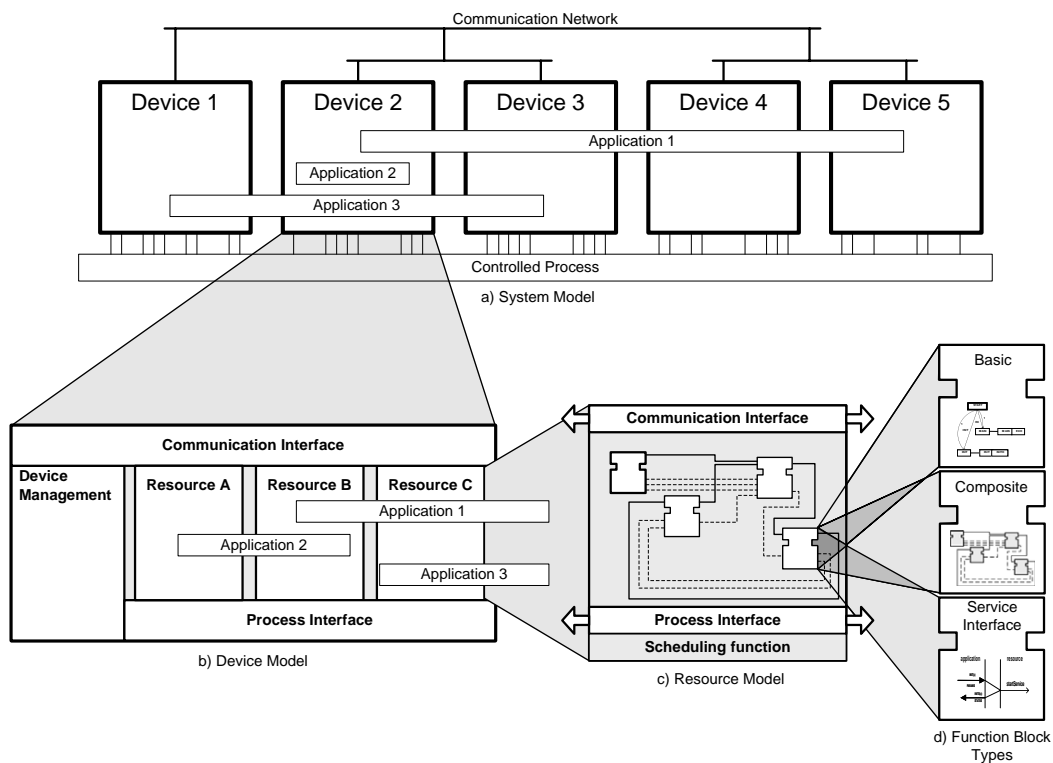 Communication Network
Device 1
Device 2
Device 3
Device 4
Device 5
Application 1
Application 2
Application 3
Controlled Process
a) System Model
Communication Interface
Device
Management
Resource A
Resource B
Resource C
Application 1
Application 2
Application 3
Process Interface
b) Device Model
Communication Interface
Process Interface
Scheduling function
c) Resource Model
Basic
Composite
Service
Interface
application
resource
startService
d) Function Block
Types